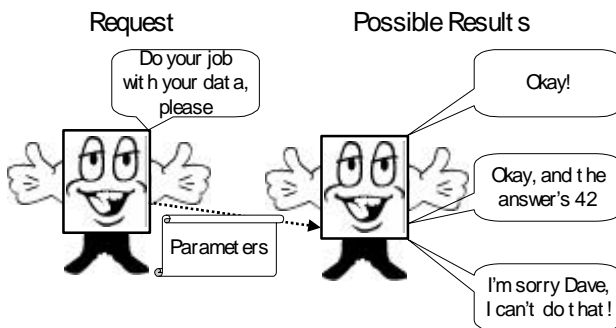 Request
Possible Results
Do your job
with your data,
please
Okay!
Okay, and the
answer's 42
Parameters
I'm sorry Dave,
I can't do that!